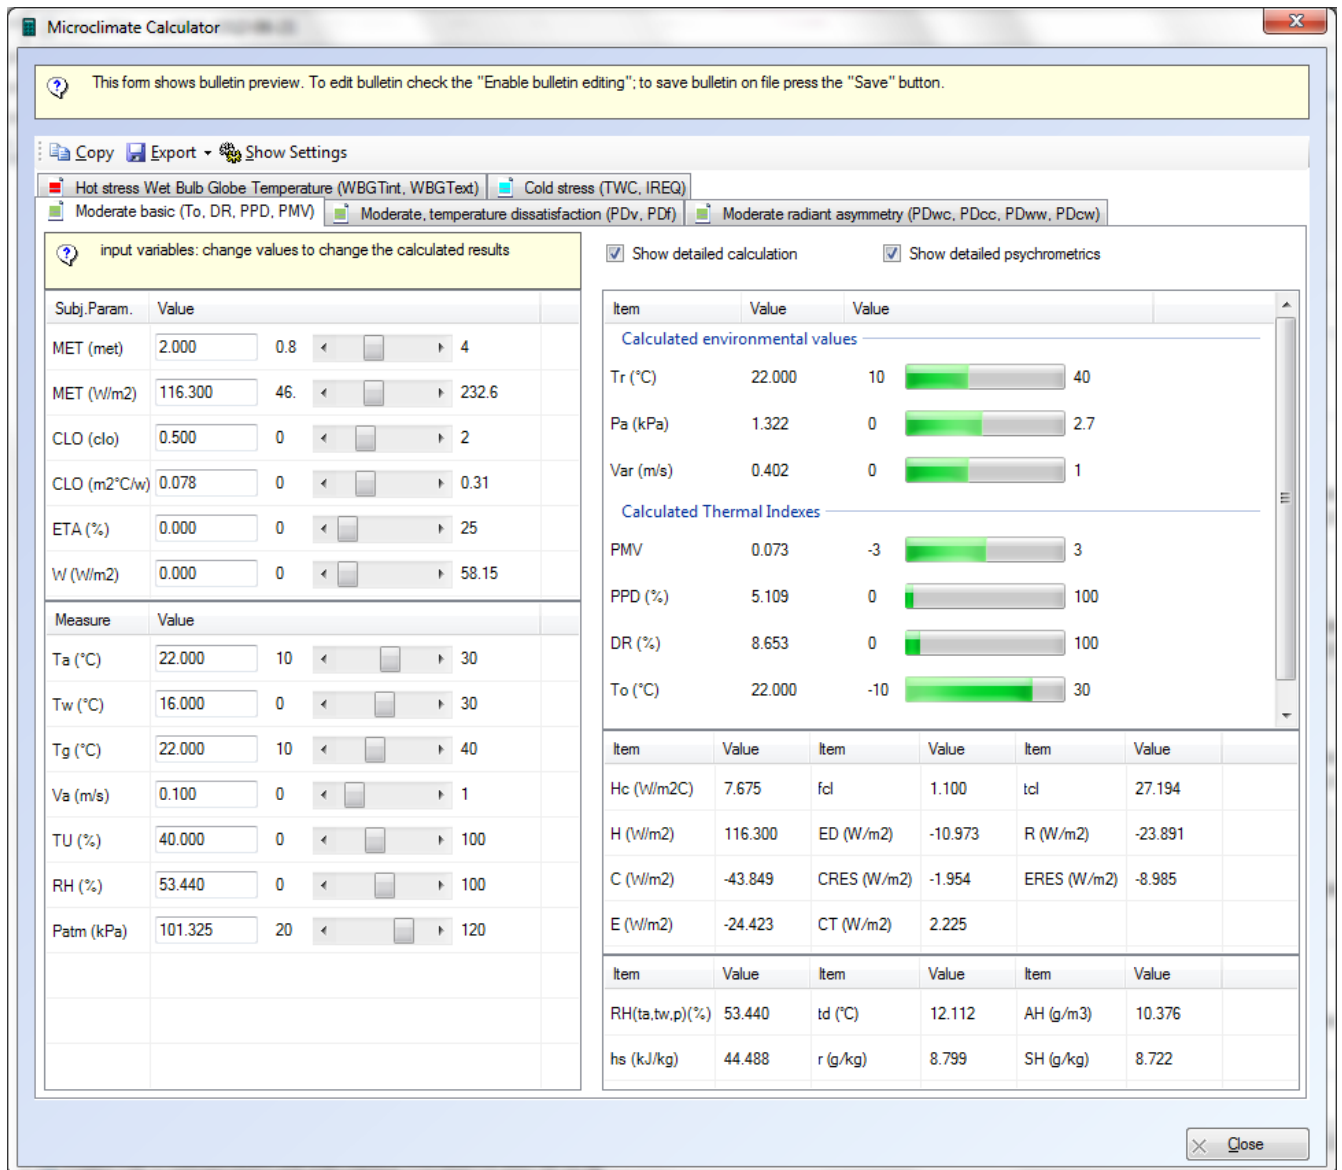 Microclimate Calculator
This form shows bulletin preview. To edit bulletin check the "Enable bulletin editing"; to save bulletin on file press the "Save" button.
Copy Export Show Settings
Hot stress Wet Bulb Globe Temperature (WBGTint, WBGText) Cold stress (TWC, IREQ)
Moderate basic (To, DR, PPD, PMV) Moderate, temperature dissatisfaction (PDv, PDf) Moderate radiant asymmetry (PDwc, PDcc, PDww, PDcw)
input variables: change values to change the calculated results
Subj.Param. Value
MET (met) 2.000 0.8 4
MET (W/m2) 116.300 46. 232.6
CLO (clo) 0.500 0 2
CLO (m2°C/w) 0.078 0 0.31
ETA (%) 0.000 0 25
W (W/m2) 0.000 0 58.15
Measure Value
Ta (°C) 22.000 10 30
Tw (°C) 16.000 0 30
Tg (°C) 22.000 10 40
Va (m/s) 0.100 0 1
TU (%) 40.000 0 100
RH (%) 53.440 0 100
Patm (kPa) 101.325 20 120
Show detailed calculation Show detailed psychrometrics
Item Value Value
Calculated environmental values
Tr (°C) 22.000 10 40
Pa (kPa) 1.322 0 2.7
Var (m/s) 0.402 0 1
Calculated Thermal Indexes
PMV 0.073 -3 3
PPD (%) 5.109 0 100
DR (%) 8.653 0 100
To (°C) 22.000 -10 30
Item Value Item Value Item Value
Hc (W/m2C) 7.675 fcl 1.100 tcl 27.194
H (W/m2) 116.300 ED (W/m2) -10.973 R (W/m2) -23.891
C (W/m2) -43.849 CRES (W/m2) -1.954 ERES (W/m2) -8.985
E (W/m2) -24.423 CT (W/m2) 2.225
Item Value Item Value Item Value
RH(ta,tw,p)(%) 53.440 td (°C) 12.112 AH (g/m3) 10.376
hs (kJ/kg) 44.488 r (g/kg) 8.799 SH (g/kg) 8.722
Close